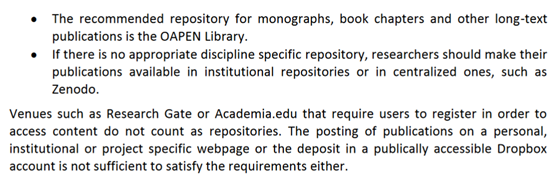 • The recommended repository for monographs, book chapters and other long-text
publications is the OAPEN Library.
• If there is no appropriate discipline specific repository, researchers should make their
publications available in institutional repositories or in centralized ones, such as
Zenodo.
Venues such as Research Gate or Academia.edu that require users to register in order to
access content do not count as repositories. The posting of publications on a personal,
institutional or project specific webpage or the deposit in a publically accessible Dropbox
account is not sufficient to satisfy the requirements either.